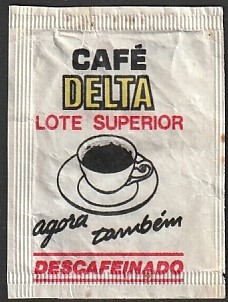 CAFÉ
DELTA
LOTE SUPERIOR
agora
também
DESCAFEINADO